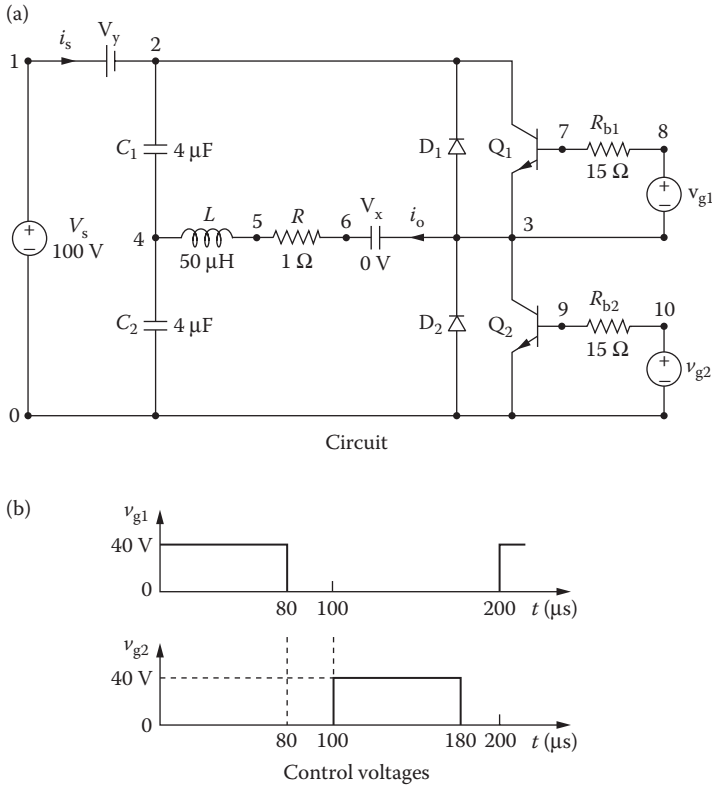 (a)
i_s
V_y
1
2
C_1
4 μF
D_1
Q_1
7
R_b1
8
15 Ω
v_g1
V_s
100 V
4
L
50 μH
5
R
1 Ω
6
V_x
0 V
i_o
3
C_2
4 μF
D_2
Q_2
9
R_b2
10
15 Ω
v_g2
0
Circuit
(b)
v_g1
40 V
0
80 100 200 t (μs)
v_g2
40 V
0
80 100 180 200 t (μs)
Control voltages